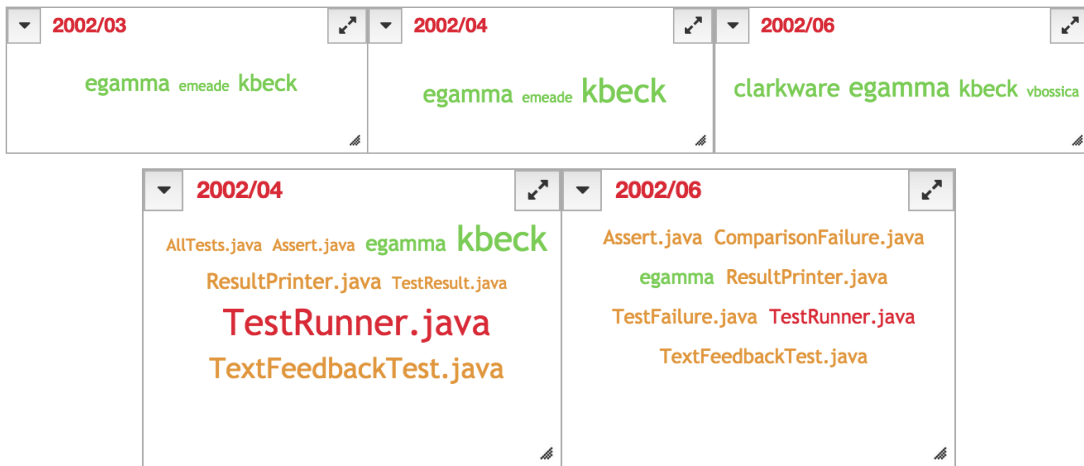 2002/03
egamma emeade kbeck
2002/04
egamma emeade kbeck
2002/06
clarkware egamma kbeck vbossica
2002/04
AllTests.java Assert.java egamma kbeck
ResultPrinter.java TestResult.java
TestRunner.java
TextFeedbackTest.java
2002/06
Assert.java ComparisonFailure.java
egamma ResultPrinter.java
TestFailure.java TestRunner.java
TextFeedbackTest.java